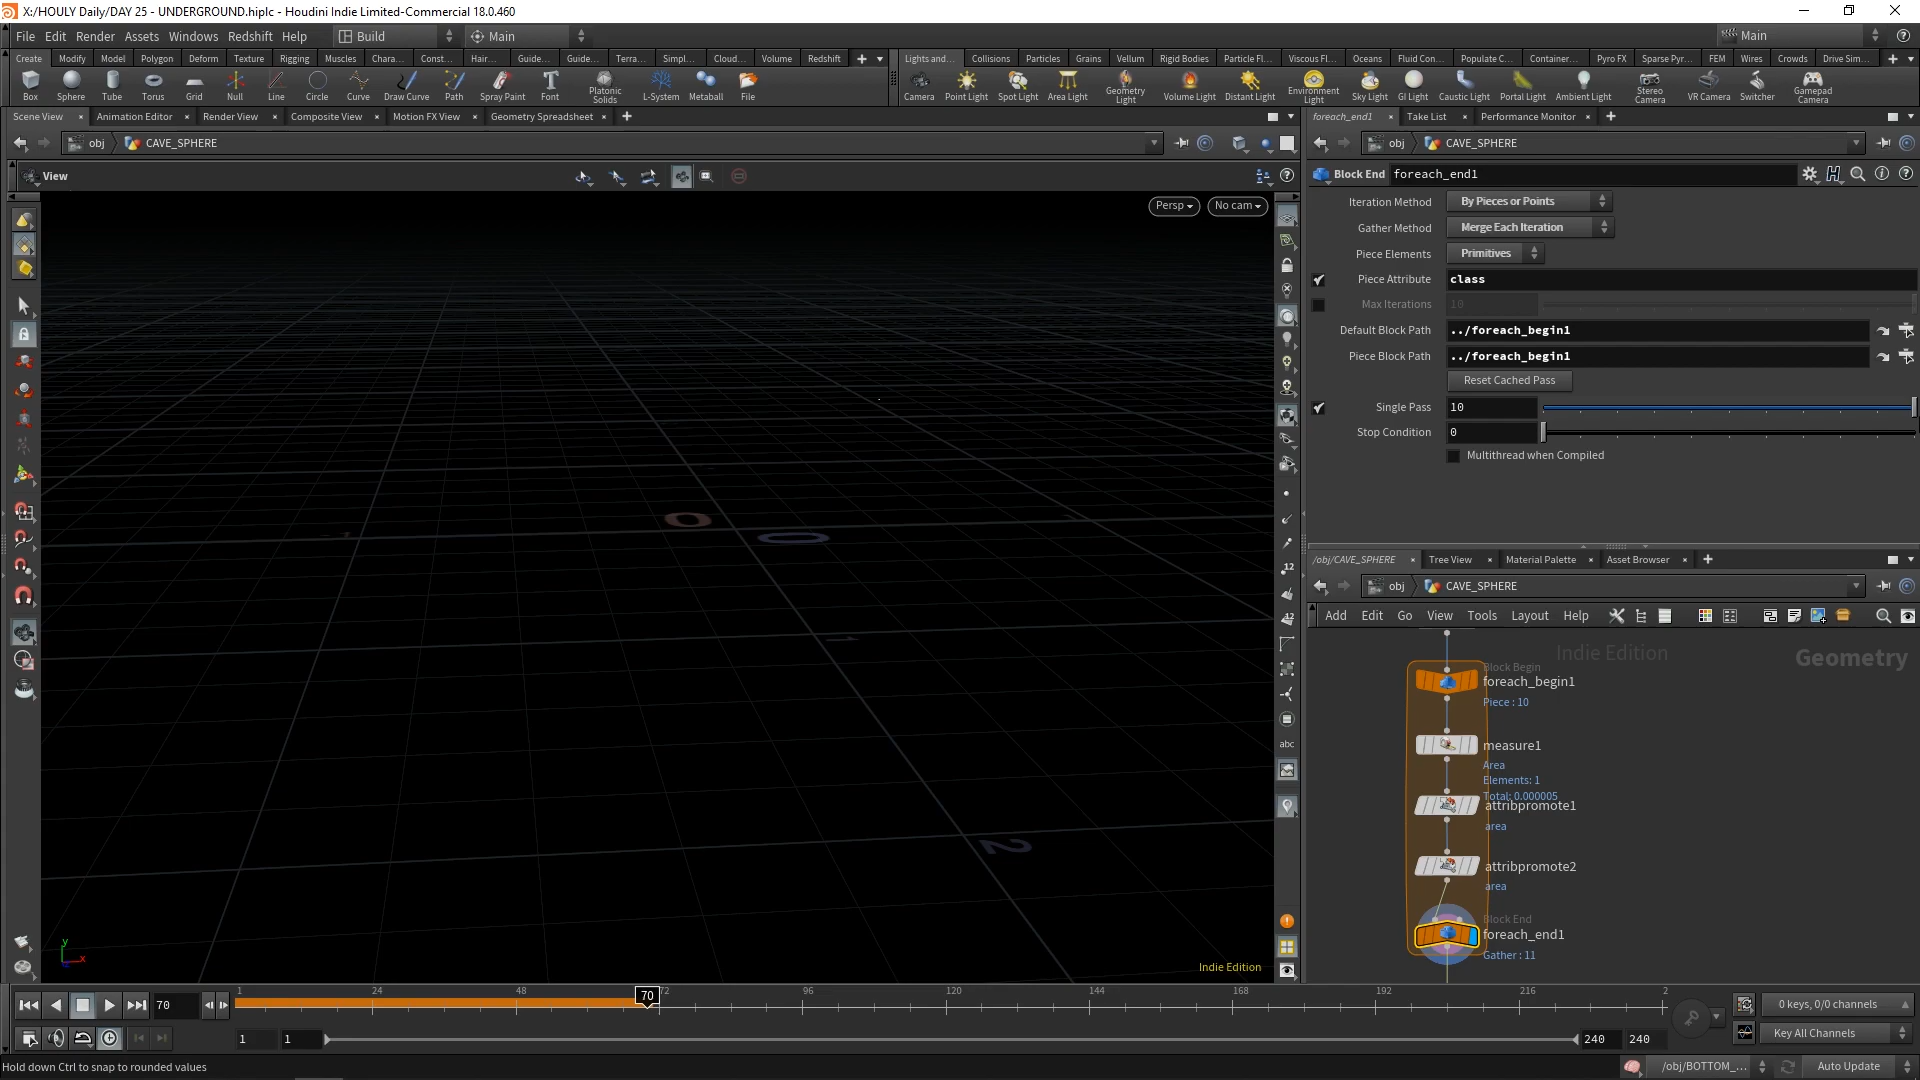 X:/HOULY Daily/DAY 25 - UNDERGROUND.hiplc - Houdini Indie Limited-Commercial 18.0.460
File Edit Render Assets Windows Redshift Help Build Main Main
Create Modify Model Polygon Deform Texture Rigging Muscles Chara... Const... Hair... Guide... Guide... Terra... Simpl... Cloud... Volume Redshift
Lights and... Collisions Particles Grains Vellum Rigid Bodies Particle Fl... Viscous Fl... Oceans Fluid Con... Populate C... Container... Pyro FX Sparse Pyr... FEM Wires Crowds Drive Sim...
Box Sphere Tube Torus Grid Null Line Circle Curve Draw Curve Path Spray Paint Font Platonic Solids L-System Metaball File
Camera Point Light Spot Light Area Light Geometry Light Volume Light Distant Light Environment Light Sky Light GI Light Caustic Light Portal Light Ambient Light Stereo Camera VR Camera Switcher Gamepad Camera
Scene View Animation Editor Render View Composite View Motion FX View Geometry Spreadsheet
obj CAVE_SPHERE
View
Persp No cam
0
0
1
2
Indie Edition
y
x
abc
12
12
foreach_end1 Take List Performance Monitor
obj CAVE_SPHERE
Block End foreach_end1
Iteration Method By Pieces or Points
Gather Method Merge Each Iteration
Piece Elements Primitives
Piece Attribute class
Max Iterations 10
Default Block Path ../foreach_begin1
Piece Block Path ../foreach_begin1
Reset Cached Pass
Single Pass 10
Stop Condition 0
Multithread when Compiled
/obj/CAVE_SPHERE Tree View Material Palette Asset Browser
obj CAVE_SPHERE
Add Edit Go View Tools Layout Help
Indie Edition Geometry
Block Begin
foreach_begin1
Piece : 10
measure1
Area
Elements: 1
Total: 0.000005
attribpromote1
area
attribpromote2
area
Block End
foreach_end1
Gather : 11
70
1 24 48 70 72 96 120 144 168 192 216 2
0 keys, 0/0 channels
1 1 240 240
Key All Channels
Hold down Ctrl to snap to rounded values
/obj/BOTTOM_... Auto Update